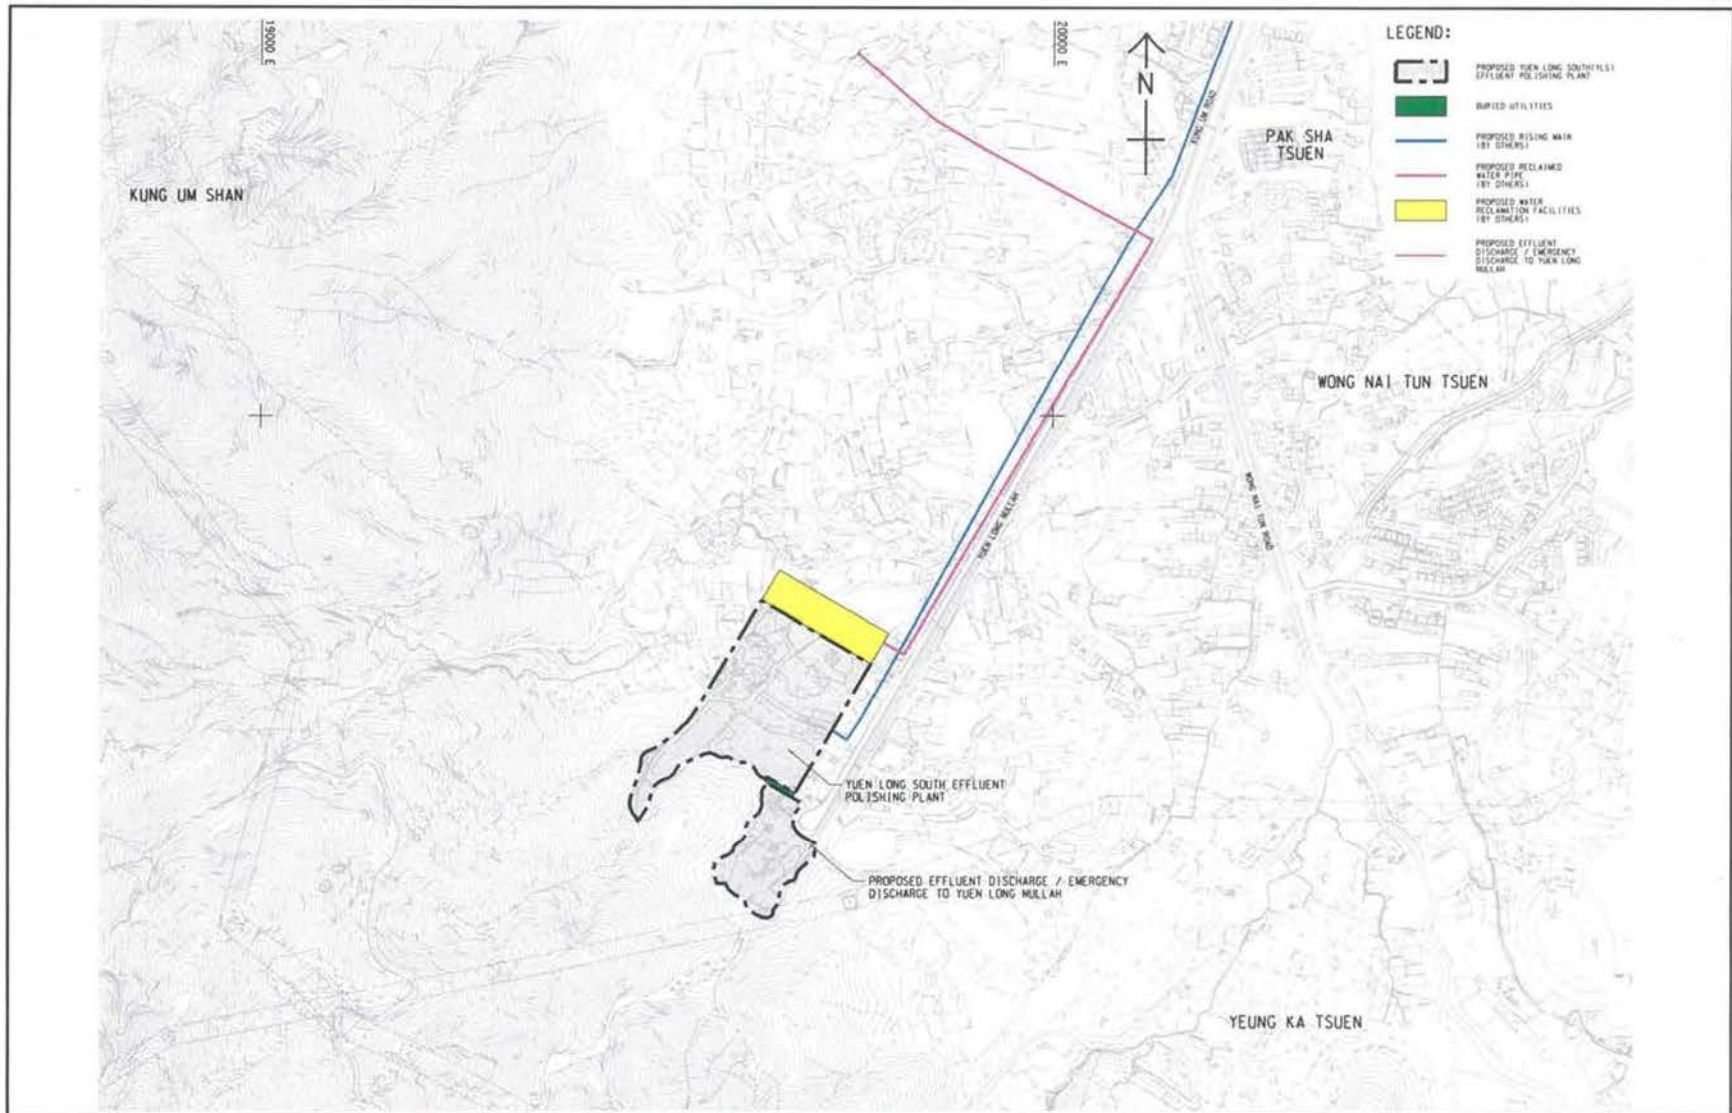 19000 E
20000 E
N
KUNG UM ROAD
PAK SHA
TSUEN
KUNG UM SHAN
WONG NAI TUN TSUEN
WONG NAI TUN ROAD
YUEN LONG NULLAH
YUEN LONG SOUTH EFFLUENT
POLISHING PLANT
PROPOSED EFFLUENT DISCHARGE / EMERGENCY
DISCHARGE TO YUEN LONG NULLAH
YEUNG KA TSUEN
LEGEND:
PROPOSED YUEN LONG SOUTH(YLS)
EFFLUENT POLISHING PLANT
BURIED UTILITIES
PROPOSED RISING MAIN
(BY OTHERS)
PROPOSED RECLAIMED
WATER PIPE
(BY OTHERS)
PROPOSED WATER
RECLAMATION FACILITIES
(BY OTHERS)
PROPOSED EFFLUENT
DISCHARGE / EMERGENCY
DISCHARGE TO YUEN LONG
NULLAH